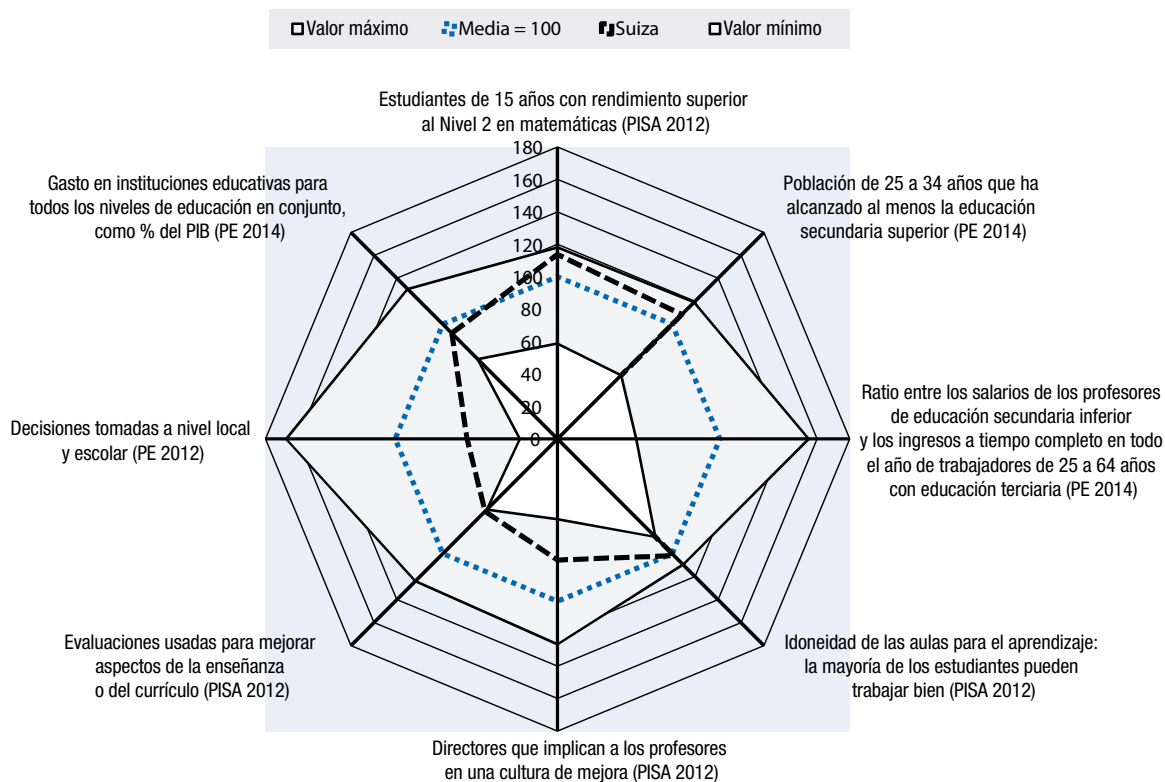 Valor máximo Media = 100 Suiza Valor mínimo
Estudiantes de 15 años con rendimiento superior
al Nivel 2 en matemáticas (PISA 2012)
Gasto en instituciones educativas para
todos los niveles de educación en conjunto,
como % del PIB (PE 2014)
Población de 25 a 34 años que ha
alcanzado al menos la educación
secundaria superior (PE 2014)
180
160
140
120
100
80
60
40
20
0
Decisiones tomadas a nivel local
y escolar (PE 2012)
Ratio entre los salarios de los profesores
de educación secundaria inferior
y los ingresos a tiempo completo en todo
el año de trabajadores de 25 a 64 años
con educación terciaria (PE 2014)
Evaluaciones usadas para mejorar
aspectos de la enseñanza
o del currículo (PISA 2012)
Idoneidad de las aulas para el aprendizaje:
la mayoría de los estudiantes pueden
trabajar bien (PISA 2012)
Directores que implican a los profesores
en una cultura de mejora (PISA 2012)